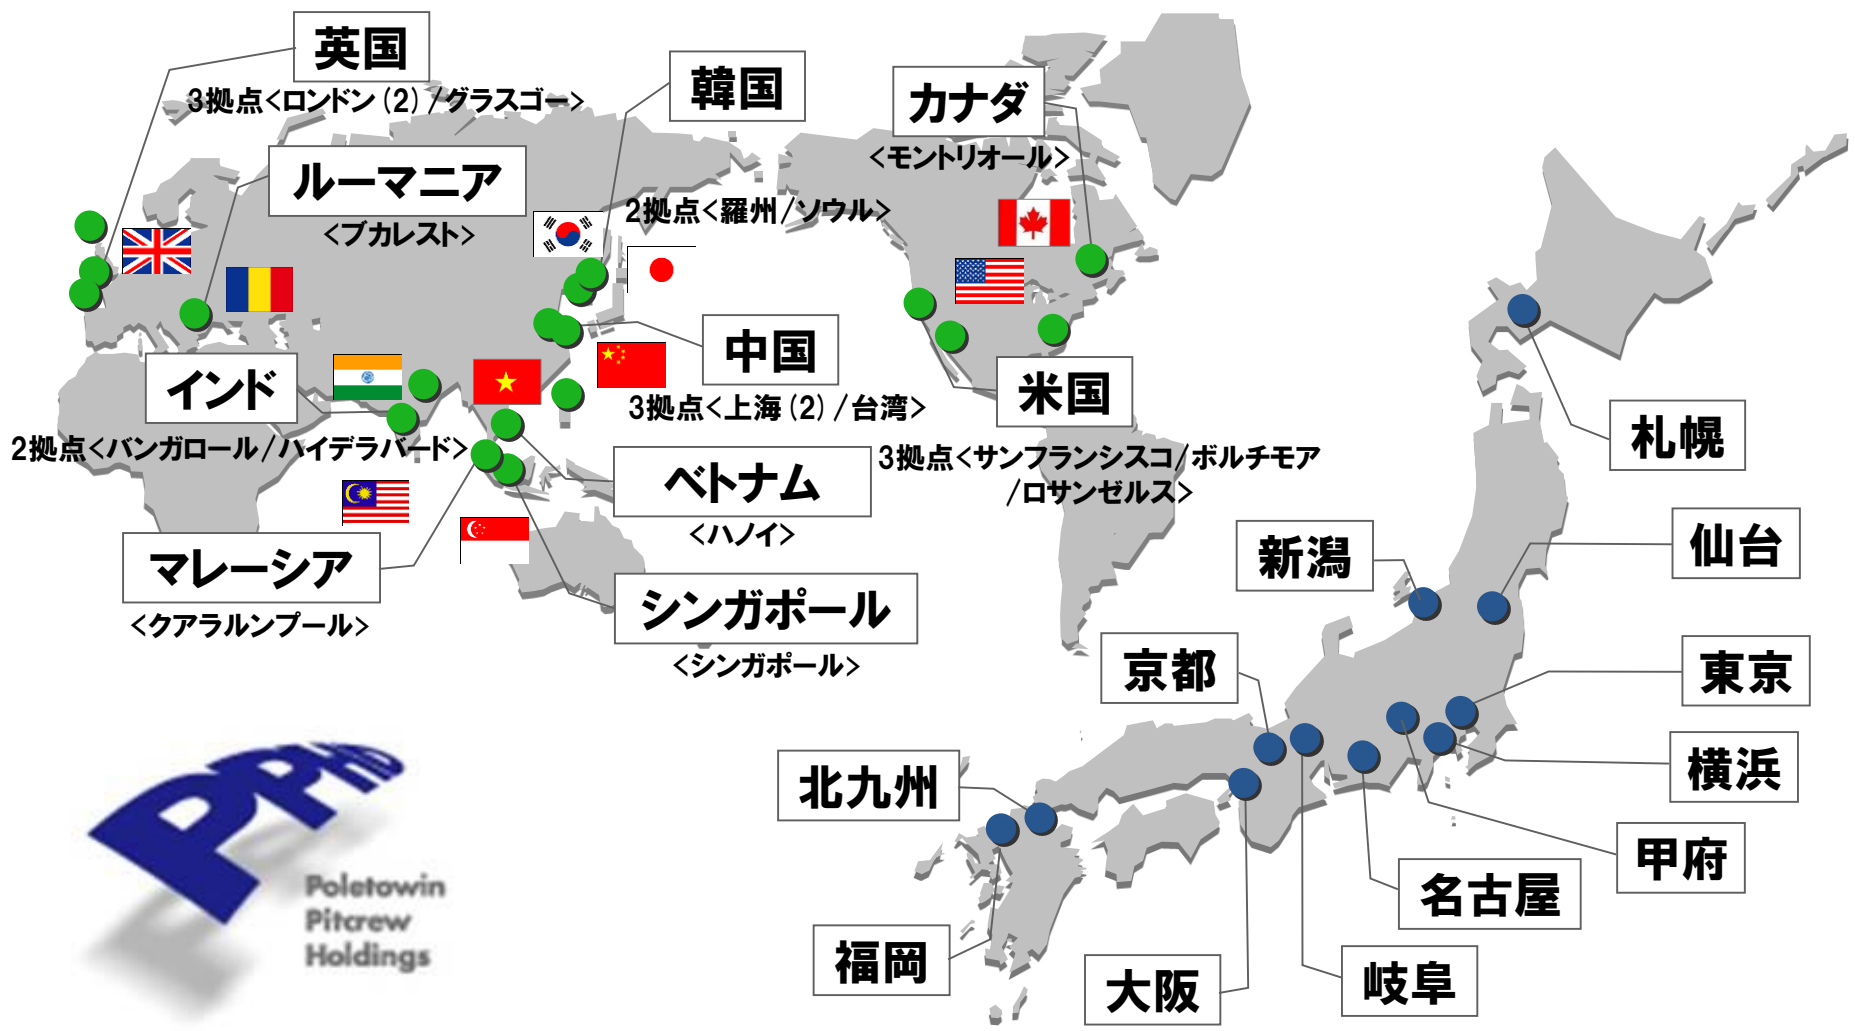 英国
3拠点<ロンドン(2)/グラスゴー>
韓国
2拠点<羅州/ソウル>
カナダ
<モントリオール>
ルーマニア
<ブカレスト>
中国
3拠点<上海(2)/台湾>
インド
2拠点<バンガロール/ハイデラバード>
米国
3拠点<サンフランシスコ/ボルチモア
/ロサンゼルス>
ベトナム
<ハノイ>
マレーシア
<クアラルンプール>
シンガポール
<シンガポール>
札幌
仙台
新潟
東京
京都
横浜
北九州
甲府
名古屋
福岡
大阪
岐阜
PPHD
Poletowin
Pitcrew
Holdings